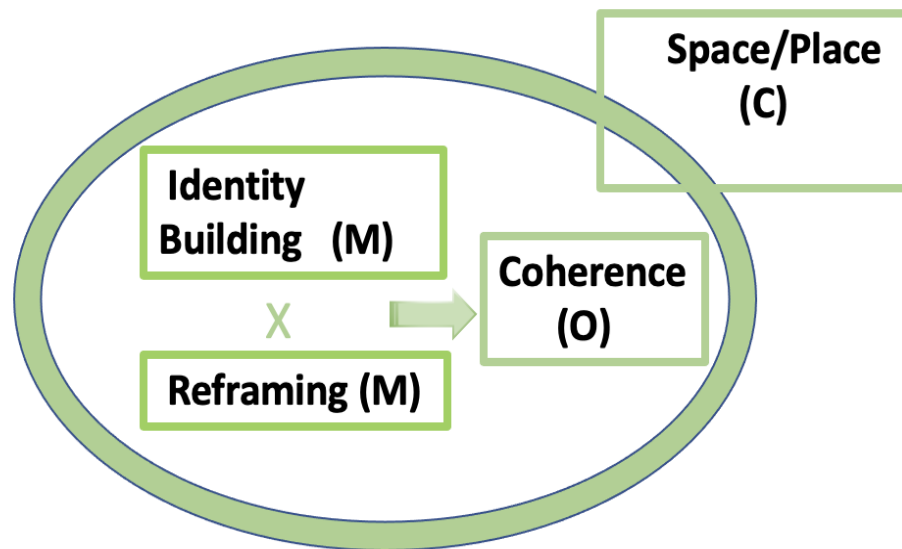 Space/Place
(C)
Identity
Building (M)
X
Reframing (M)
Coherence
(O)